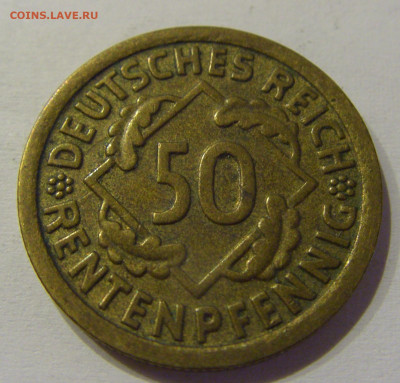 COINS.LAVE.RU
DEUTSCHES REICH
50
RENTENPFENNIG